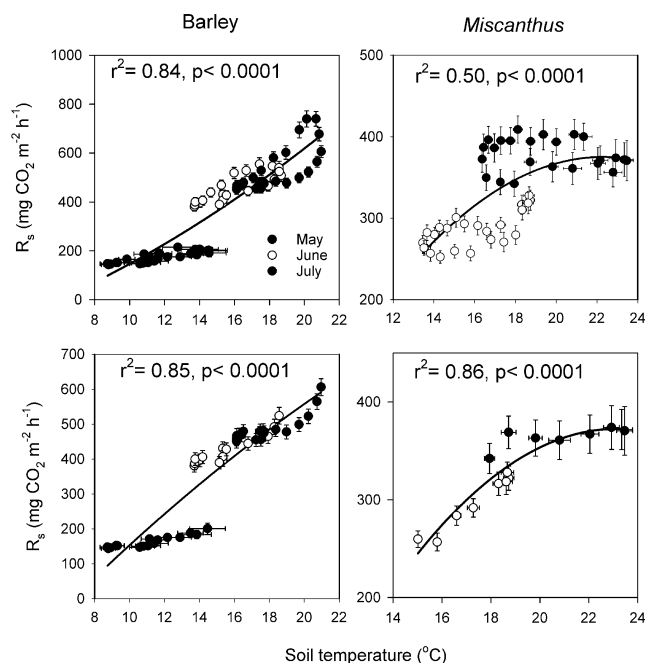 Barley
Miscanthus
r²= 0.84, p< 0.0001
r²= 0.50, p< 0.0001
Rs (mg CO2 m-2 h-1)
1000
800
600
400
200
0
500
400
300
200
May
June
July
8 10 12 14 16 18 20 22
12 14 16 18 20 22 24
r²= 0.85, p< 0.0001
r²= 0.86, p< 0.0001
Rs (mg CO2 m-2 h-1)
700
600
500
400
300
200
100
0
400
300
200
8 10 12 14 16 18 20 22
14 16 18 20 22 24
Soil temperature (oC)